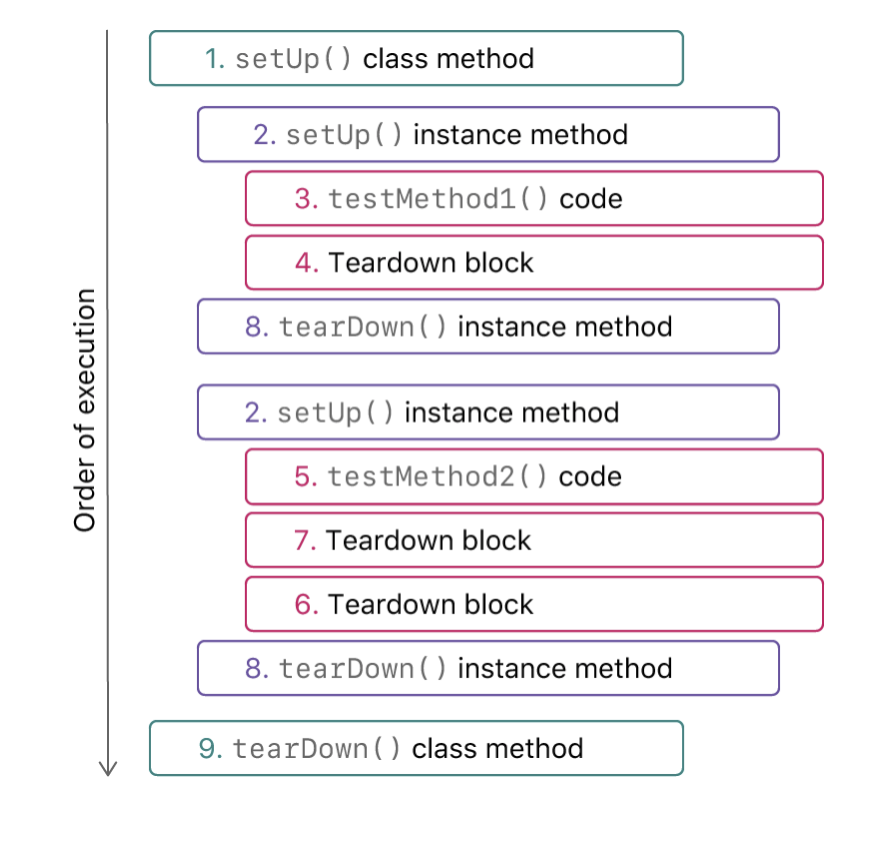 1. setUp() class method
2. setUp() instance method
3. testMethod1() code
4. Teardown block
8. tearDown() instance method
2. setUp() instance method
5. testMethod2() code
7. Teardown block
6. Teardown block
8. tearDown() instance method
9. tearDown() class method
Order of execution